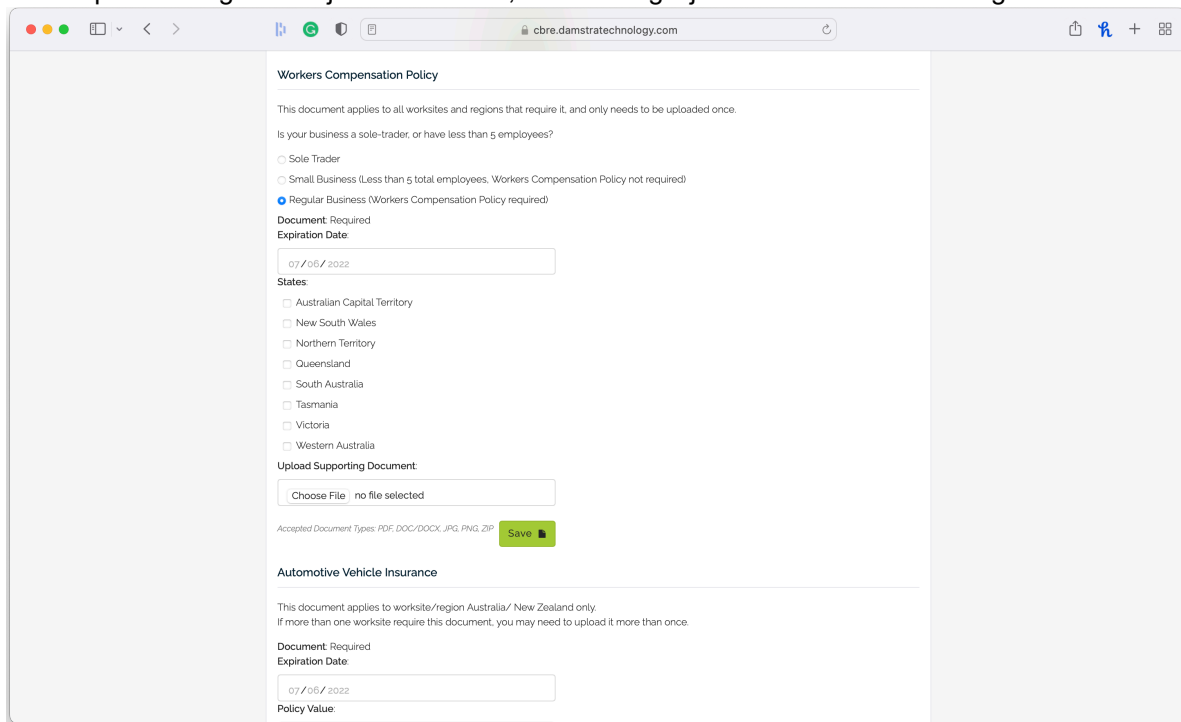 cbre.damstratechnology.com
Workers Compensation Policy
This document applies to all worksites and regions that require it, and only needs to be uploaded once.
Is your business a sole-trader, or have less than 5 employees?
Sole Trader
Small Business (Less than 5 total employees, Workers Compensation Policy not required)
Regular Business (Workers Compensation Policy required)
Document: Required
Expiration Date:
07/06/2022
States:
Australian Capital Territory
New South Wales
Northern Territory
Queensland
South Australia
Tasmania
Victoria
Western Australia
Upload Supporting Document:
Choose File no file selected
Accepted Document Types: PDF, DOC/DOCX, JPG, PNG, ZIP Save
Automotive Vehicle Insurance
This document applies to worksite/region Australia/ New Zealand only.
If more than one worksite require this document, you may need to upload it more than once.
Document: Required
Expiration Date:
07/06/2022
Policy Value: